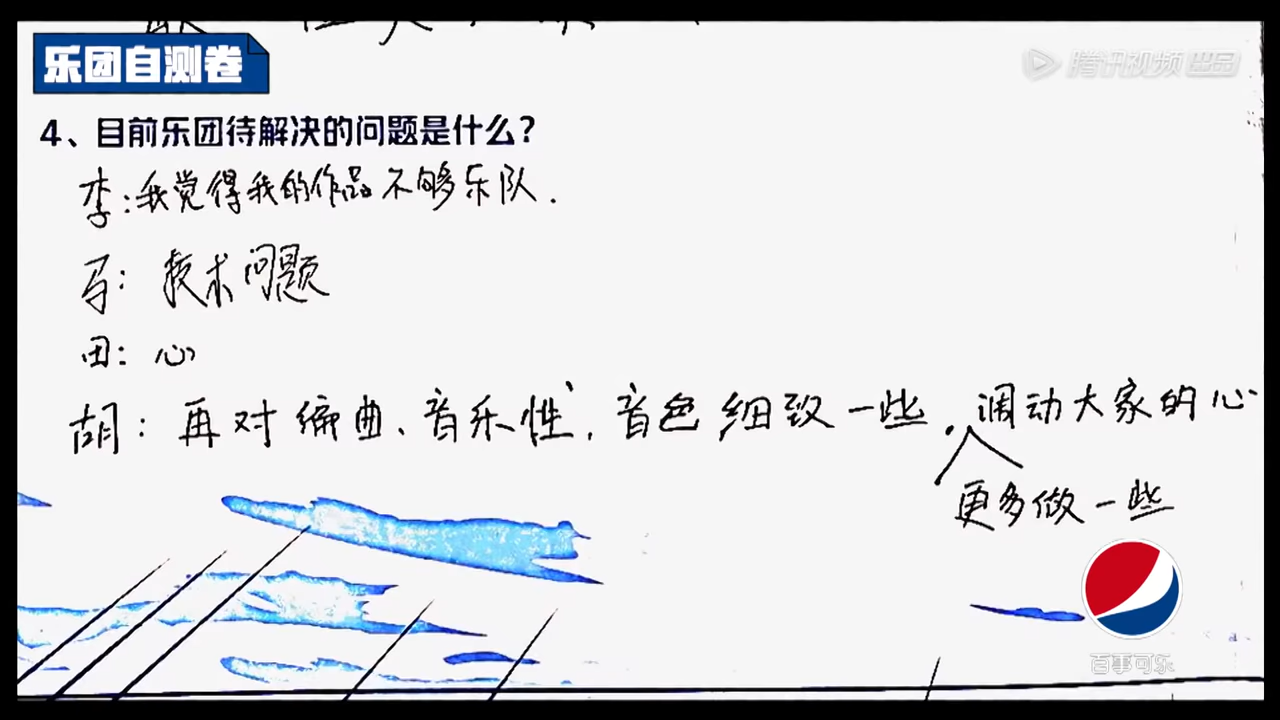 乐团自测卷
腾讯视频 出品
4、目前乐团待解决的问题是什么？
李：我觉得我的作品不够乐队.
马：技术问题
田：心
胡：再对编曲、音乐性、音色细致一些.调动大家的心
更多做一些
百事可乐